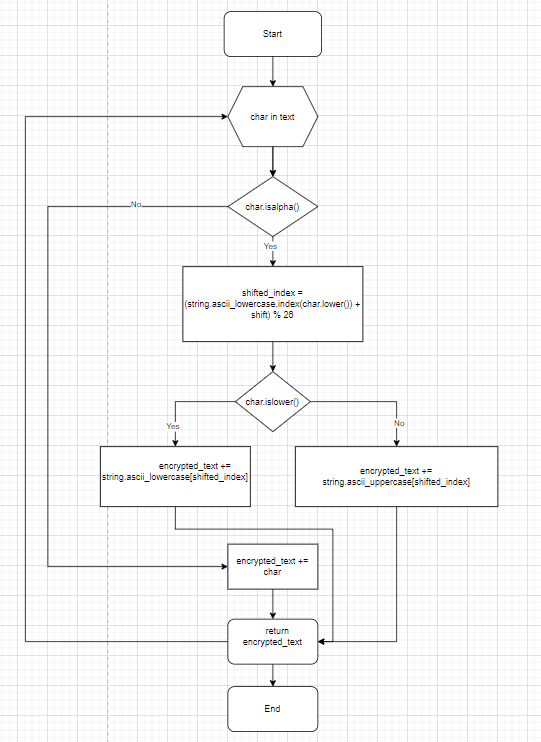 Start
char in text
char.isalpha()
No
Yes
shifted_index =
(string.ascii_lowercase.index(char.lower()) +
shift) % 26
char.islower()
Yes
No
encrypted_text +=
string.ascii_lowercase[shifted_index]
encrypted_text +=
string.ascii_uppercase[shifted_index]
encrypted_text +=
char
return
encrypted_text
End